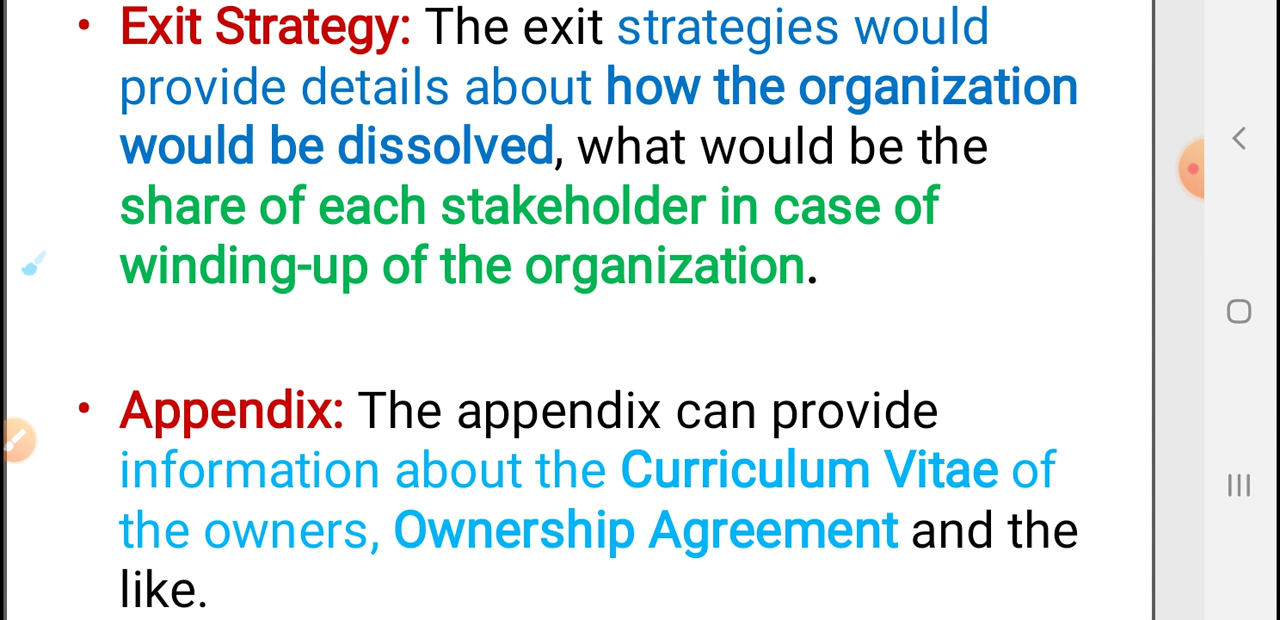 • Exit Strategy: The exit strategies would
provide details about how the organization
would be dissolved, what would be the
share of each stakeholder in case of
winding-up of the organization.
• Appendix: The appendix can provide
information about the Curriculum Vitae of
the owners, Ownership Agreement and the
like.